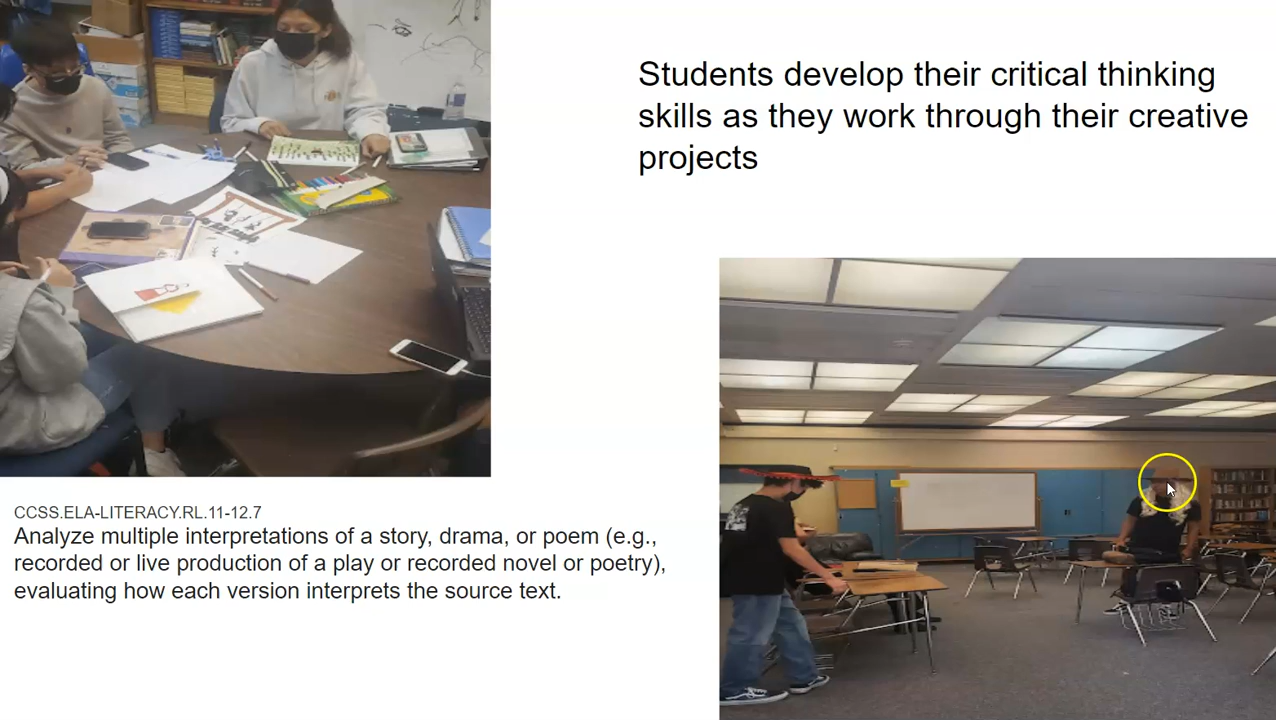 Students develop their critical thinking
skills as they work through their creative
projects
CCSS.ELA-LITERACY.RL.11-12.7
Analyze multiple interpretations of a story, drama, or poem (e.g.,
recorded or live production of a play or recorded novel or poetry),
evaluating how each version interprets the source text.